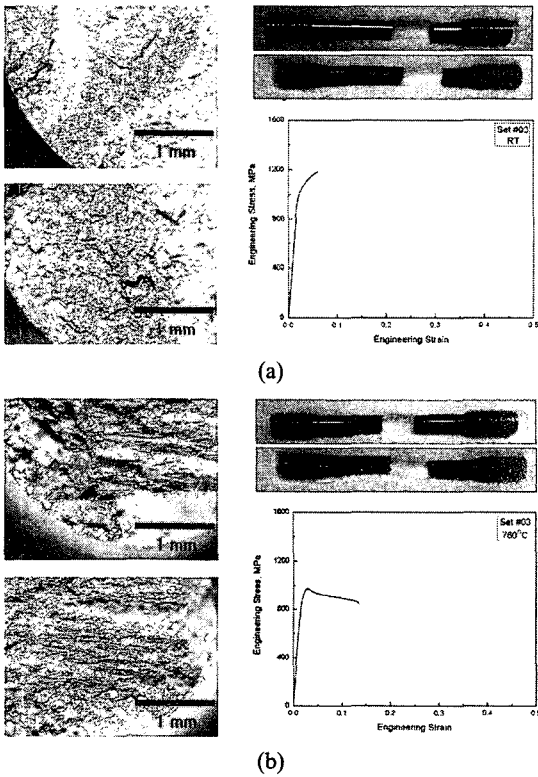 1 mm
1 mm
Set #03
RT
1600
1200
800
400
0
0.0 0.1 0.2 0.3 0.4 0.5
Engineering Stress, MPa
Engineering Strain
(a)
1 mm
1 mm
Set #03
760°C
1600
1200
800
400
0
0.0 0.1 0.2 0.3 0.4 0.5
Engineering Stress, MPa
Engineering Strain
(b)